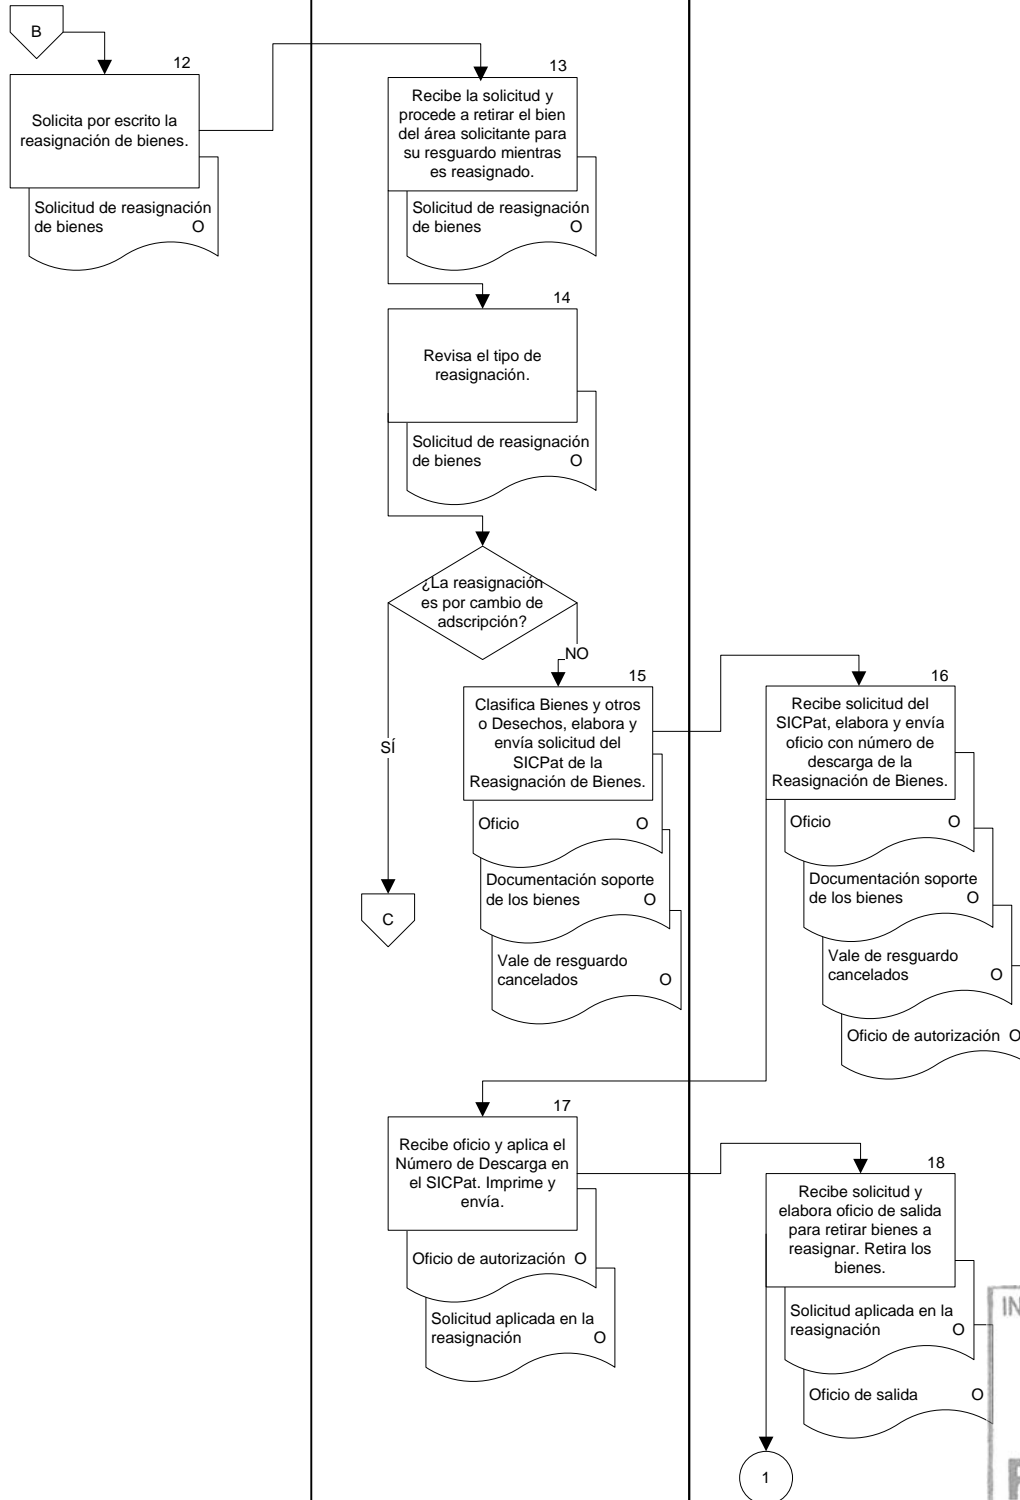 B
12
Solicita por escrito la
reasignación de bienes.
Solicitud de reasignación
de bienes O
13
Recibe la solicitud y
procede a retirar el bien
del área solicitante para
su resguardo mientras
es reasignado.
Solicitud de reasignación
de bienes O
14
Revisa el tipo de
reasignación.
Solicitud de reasignación
de bienes O
¿La reasignación
es por cambio de
adscripción?
NO
SÍ
C
15
Clasifica Bienes y otros
o Desechos, elabora y
envía solicitud del
SICPat de la
Reasignación de Bienes.
Oficio O
Documentación soporte
de los bienes O
Vale de resguardo
cancelados O
16
Recibe solicitud del
SICPat, elabora y envía
oficio con número de
descarga de la
Reasignación de Bienes.
Oficio O
Documentación soporte
de los bienes O
Vale de resguardo
cancelados O
Oficio de autorización O
17
Recibe oficio y aplica el
Número de Descarga en
el SICPat. Imprime y
envía.
Oficio de autorización O
Solicitud aplicada en la
reasignación O
18
Recibe solicitud y
elabora oficio de salida
para retirar bienes a
reasignar. Retira los
bienes.
Solicitud aplicada en la
reasignación O
Oficio de salida O
1
IN